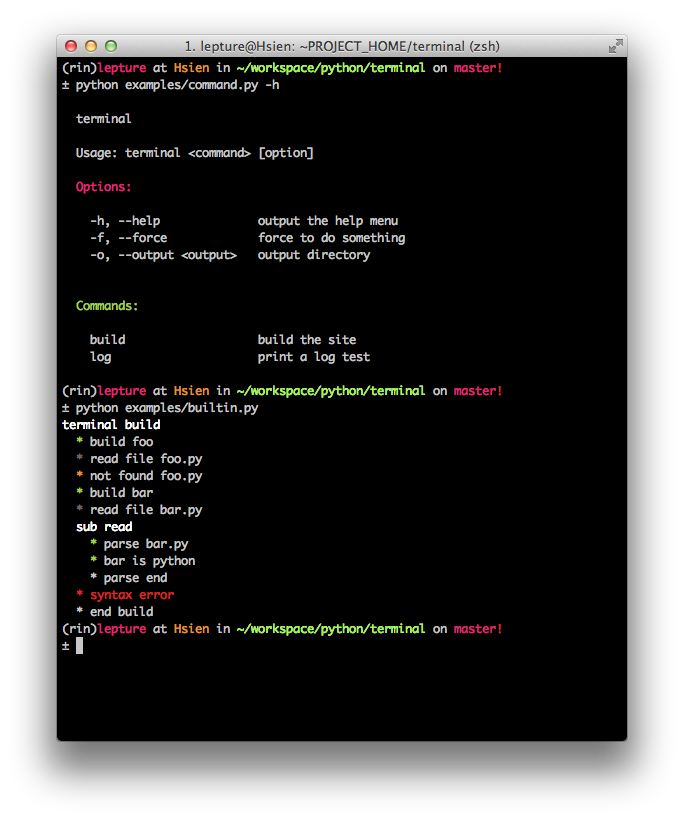 1. lepture@Hsien: ~PROJECT_HOME/terminal (zsh)
(rin)lepture at Hsien in ~/workspace/python/terminal on master!
± python examples/command.py -h
terminal
Usage: terminal <command> [option]
Options:
-h, --help output the help menu
-f, --force force to do something
-o, --output <output> output directory
Commands:
build build the site
log print a log test
(rin)lepture at Hsien in ~/workspace/python/terminal on master!
± python examples/builtin.py
terminal build
* build foo
* read file foo.py
* not found foo.py
* build bar
* read file bar.py
sub read
* parse bar.py
* bar is python
* parse end
* syntax error
* end build
(rin)lepture at Hsien in ~/workspace/python/terminal on master!
±